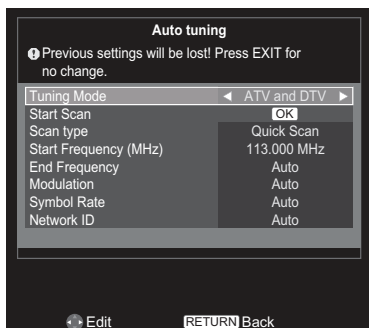 Auto tuning
Previous settings will be lost! Press EXIT for
no change.
Tuning Mode ATV and DTV
Start Scan OK
Scan type Quick Scan
Start Frequency (MHz) 113.000 MHz
End Frequency Auto
Modulation Auto
Symbol Rate Auto
Network ID Auto
Edit RETURN Back